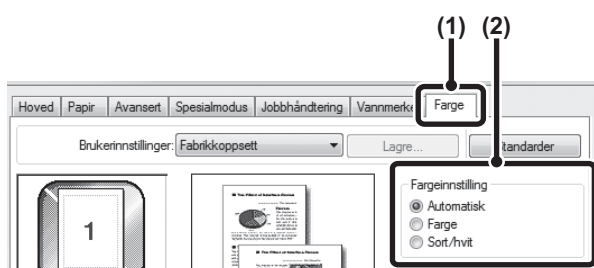 (1) (2)
Hoved Papir Avansert Spesialmodus Jobbhåndtering Vannmerke Farge
Brukerinnstillinger: Fabrikkoppsett Lagre... Standarder
Fargeinnstilling
Automatisk
Farge
Sort/hvit
1